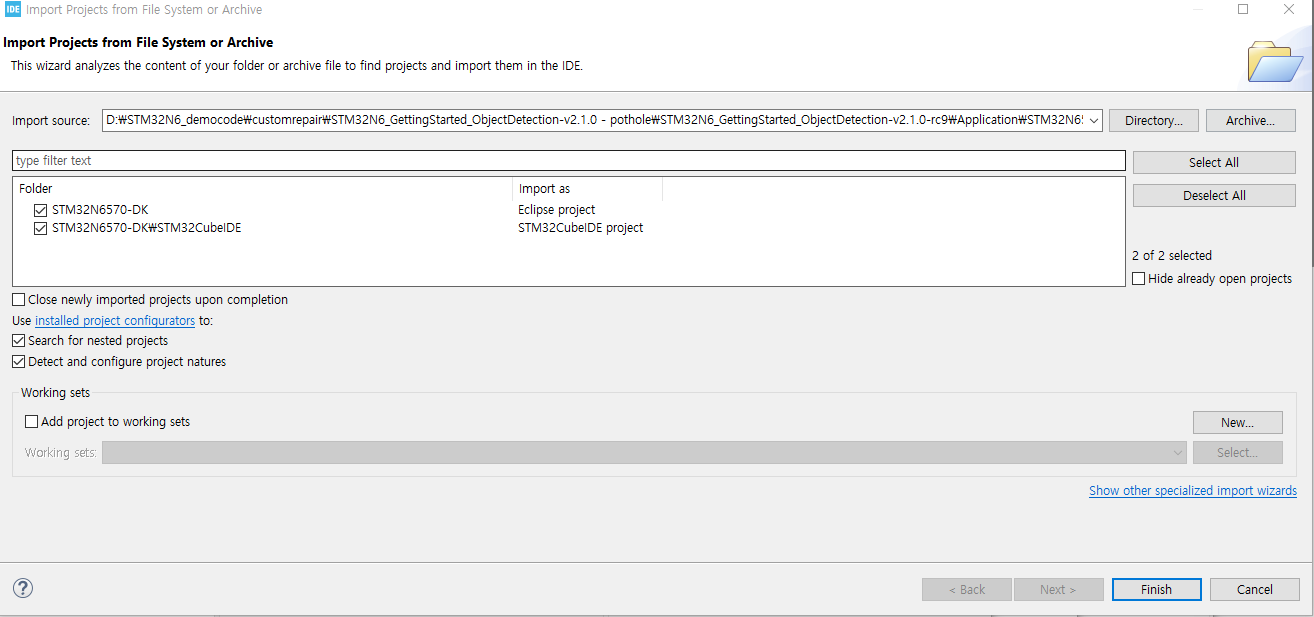 IDE Import Projects from File System or Archive
Import Projects from File System or Archive
This wizard analyzes the content of your folder or archive file to find projects and import them in the IDE.
Import source: D:₩STM32N6_democode₩customrepair₩STM32N6_GettingStarted_ObjectDetection-v2.1.0 - pothole₩STM32N6_GettingStarted_ObjectDetection-v2.1.0-rc9₩Application₩STM32N6 Directory... Archive...
type filter text
Select All
Folder Import as
Deselect All
STM32N6570-DK Eclipse project
STM32N6570-DK₩STM32CubeIDE STM32CubeIDE project
2 of 2 selected
Hide already open projects
Close newly imported projects upon completion
Use installed project configurators to:
Search for nested projects
Detect and configure project natures
Working sets
Add project to working sets New...
Working sets: Select...
Show other specialized import wizards
? < Back Next > Finish Cancel